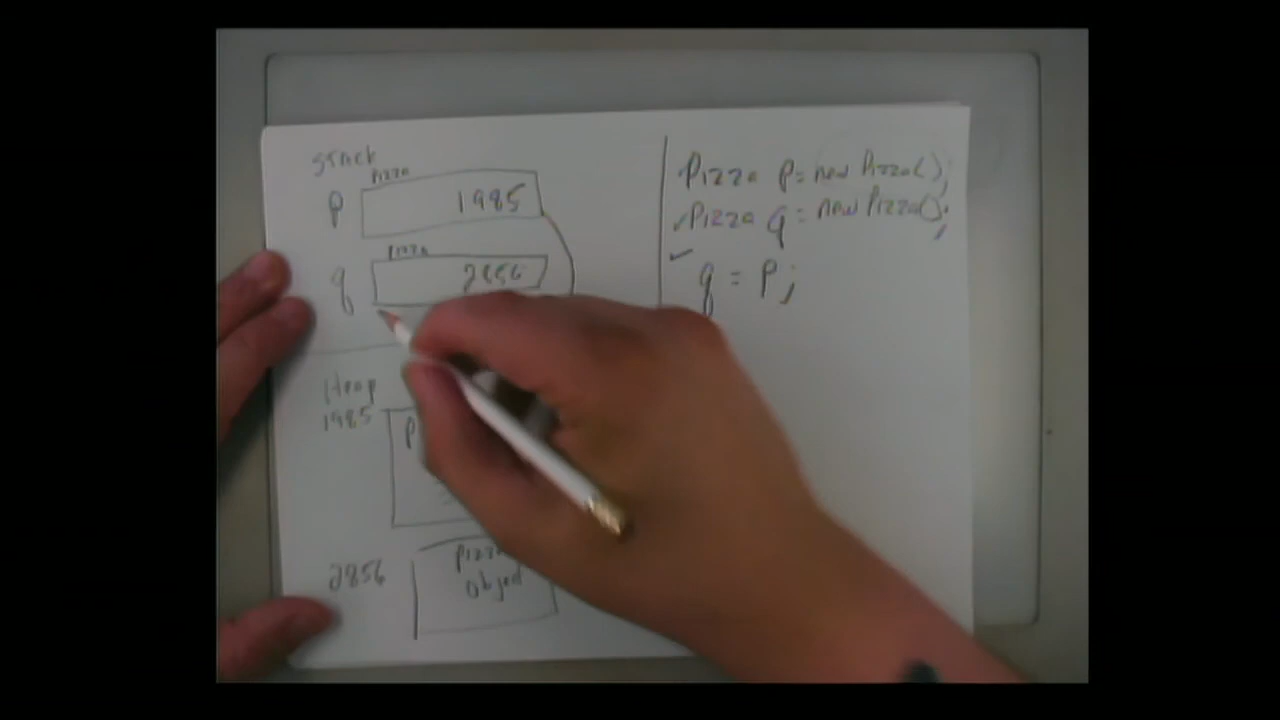 Stack
Pizza
P 1985
Pizza
q 2856
Heap
1985
P
2856 Pizza
Object
Pizza p = new Pizza();
Pizza q = new Pizza();
q = p;